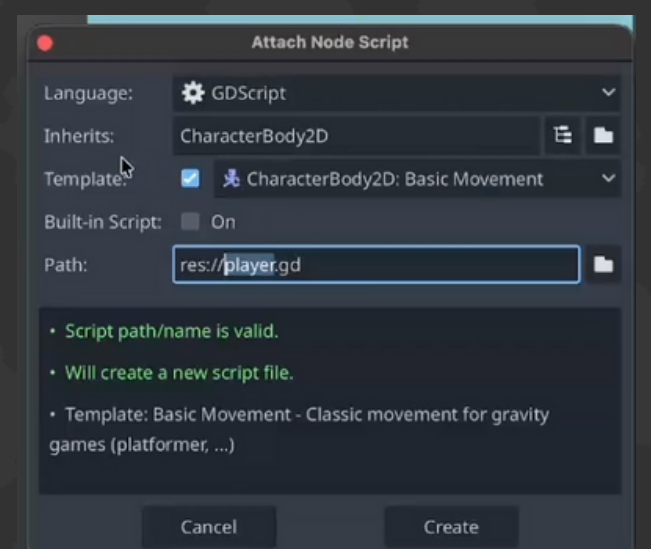 Attach Node Script
Language: GDScript
Inherits: CharacterBody2D
Template: CharacterBody2D: Basic Movement
Built-in Script: On
Path: res://player.gd
• Script path/name is valid.
• Will create a new script file.
• Template: Basic Movement - Classic movement for gravity
games (platformer, ...)
Cancel Create